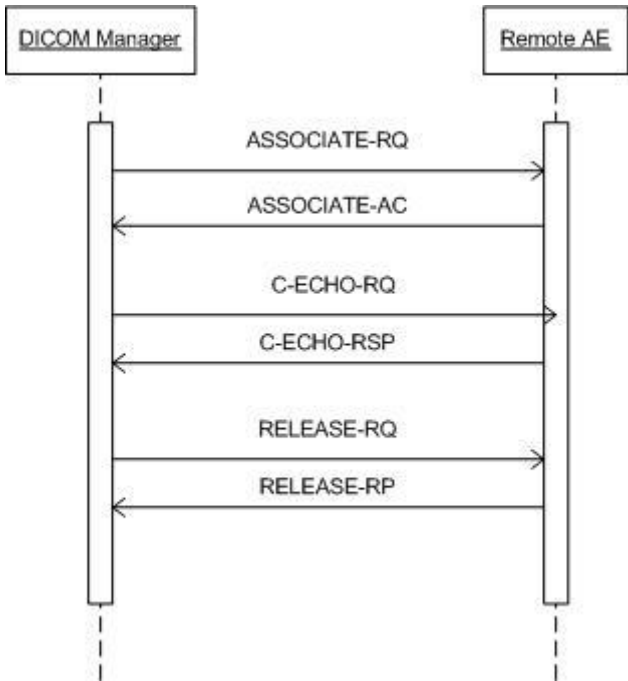 DICOM Manager
Remote AE
ASSOCIATE-RQ
ASSOCIATE-AC
C-ECHO-RQ
C-ECHO-RSP
RELEASE-RQ
RELEASE-RP